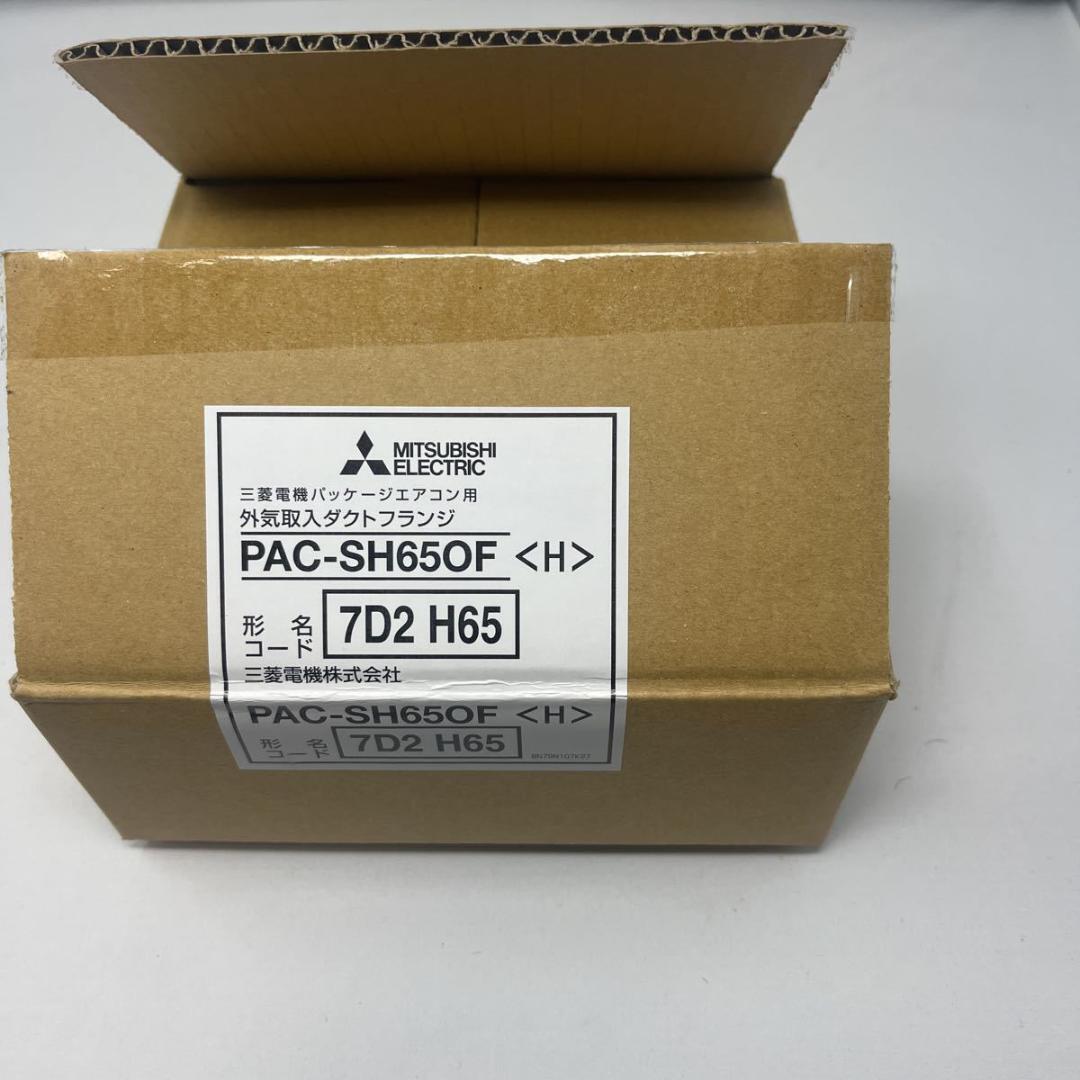 MITSUBISHI
ELECTRIC
三菱電機パッケージエアコン用
外気取入ダクトフランジ
PAC-SH65OF <H>
形名
コード 7D2 H65
三菱電機株式会社
PAC-SH65OF <H>
形名
コード 7D2 H65